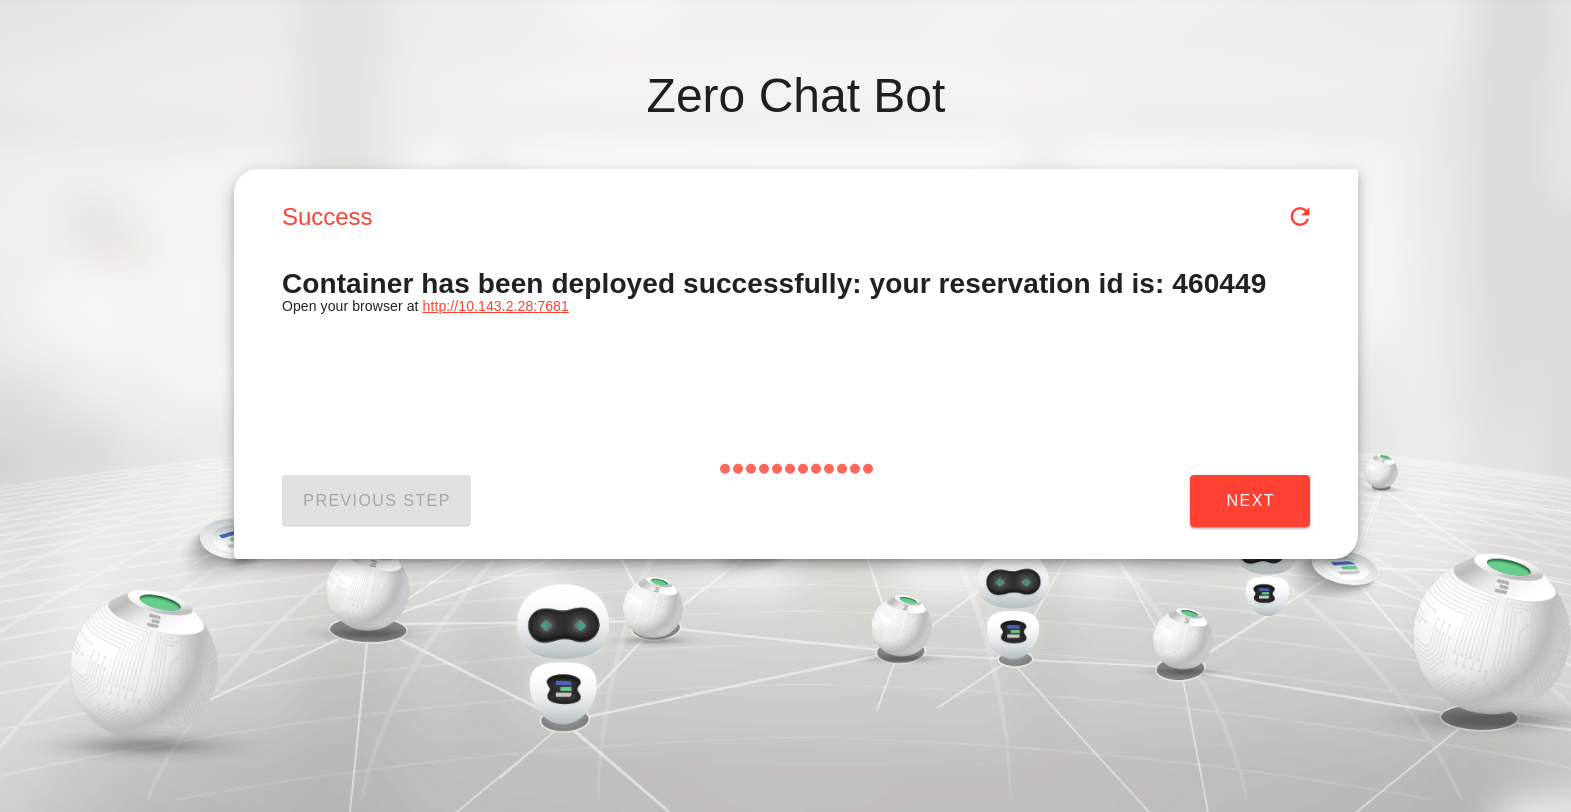 Zero Chat Bot
Success
Container has been deployed successfully: your reservation id is: 460449
Open your browser at http://10.143.2.28:7681
PREVIOUS STEP
NEXT